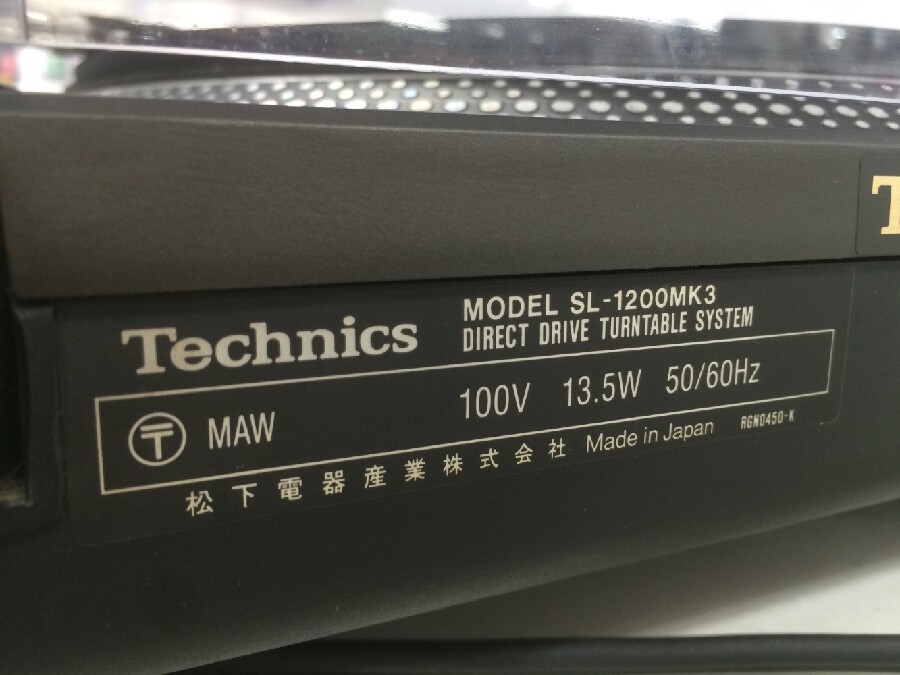 Technics
MODEL SL-1200MK3
DIRECT DRIVE TURNTABLE SYSTEM
〒 MAW 100V 13.5W 50/60Hz
松下電器産業株式会社 Made in Japan RGN0450-K